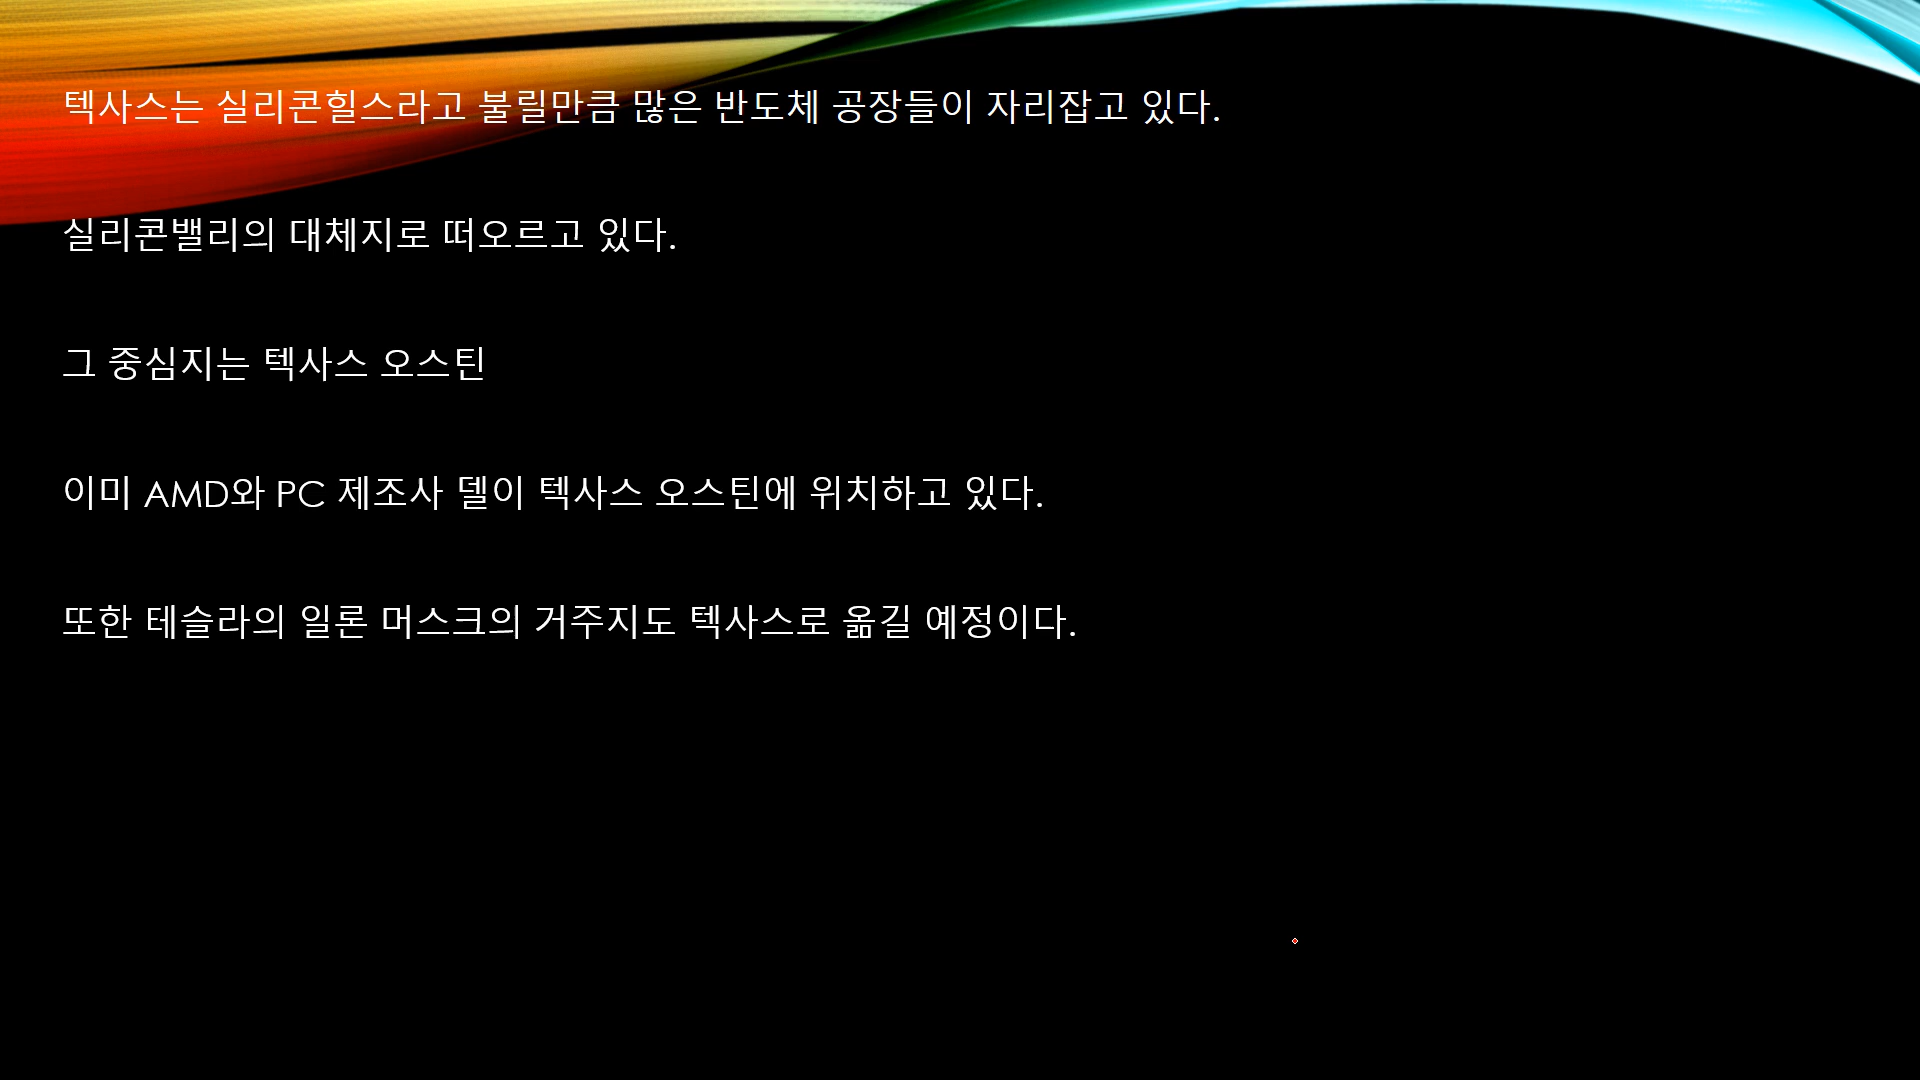 텍사스는 실리콘힐스라고 불릴만큼 많은 반도체 공장들이 자리잡고 있다.
실리콘밸리의 대체지로 떠오르고 있다.
그 중심지는 텍사스 오스틴
이미 AMD와 PC 제조사 델이 텍사스 오스틴에 위치하고 있다.
또한 테슬라의 일론 머스크의 거주지도 텍사스로 옮길 예정이다.